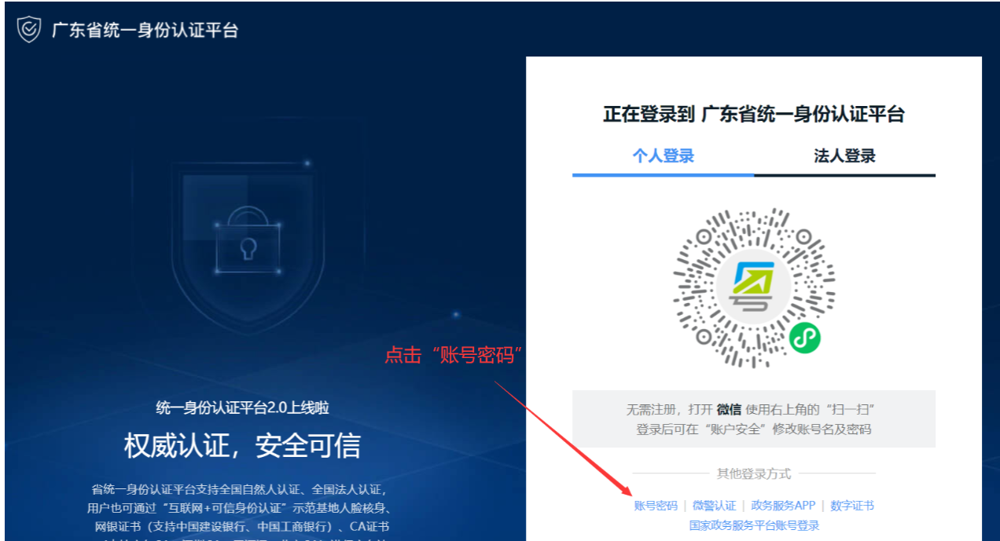 广东省统一身份认证平台
正在登录到 广东省统一身份认证平台
个人登录 法人登录
点击“账号密码”
统一身份认证平台2.0上线啦
权威认证，安全可信
省统一身份认证平台支持全国自然人认证、全国法人认证，
用户也可通过“互联网+可信身份认证”示范基地人脸核身、
网银证书（支持中国建设银行、中国工商银行）、CA证书
无需注册，打开 微信 使用右上角的“扫一扫”
登录后可在“账户安全”修改账号名及密码
其他登录方式
账号密码 | 微警认证 | 政务服务APP | 数字证书
国家政务服务平台账号登录